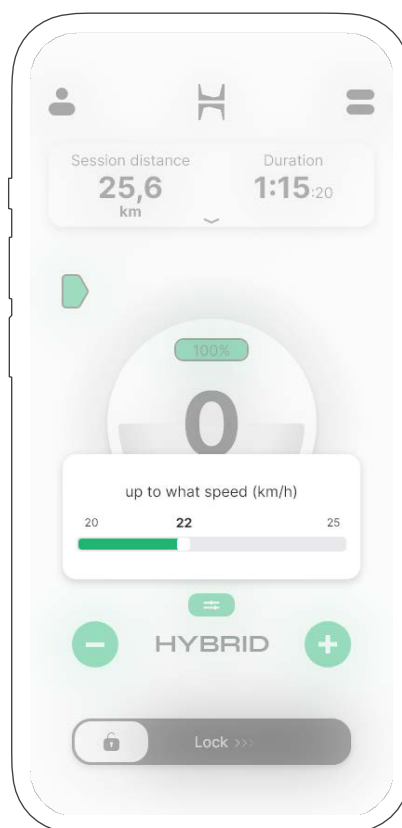 Session distance
Duration
25,6
1:15:20
km
100%
0
up to what speed (km/h)
20 22 25
HYBRID
Lock >>>